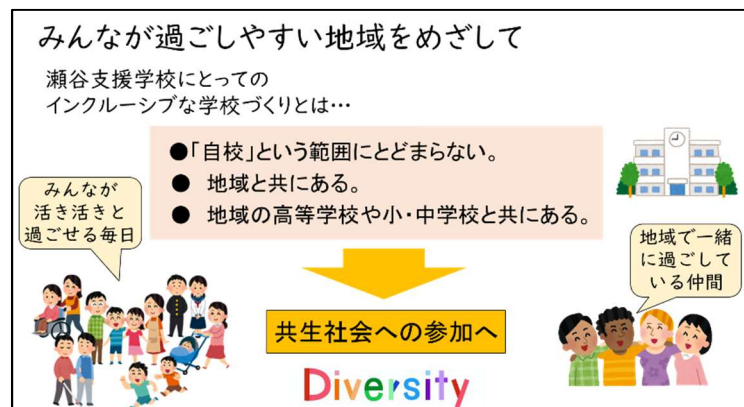 みんなが過ごしやすい地域をめざして
瀬谷支援学校にとっての
インクルーシブな学校づくりとは…
●「自校」という範囲にとどまらない。
● 地域と共にある。
● 地域の高等学校や小・中学校と共にある。
みんなが
活き活きと
過ごせる毎日
地域で一緒
に過ごして
いる仲間
共生社会への参加へ
Diversity